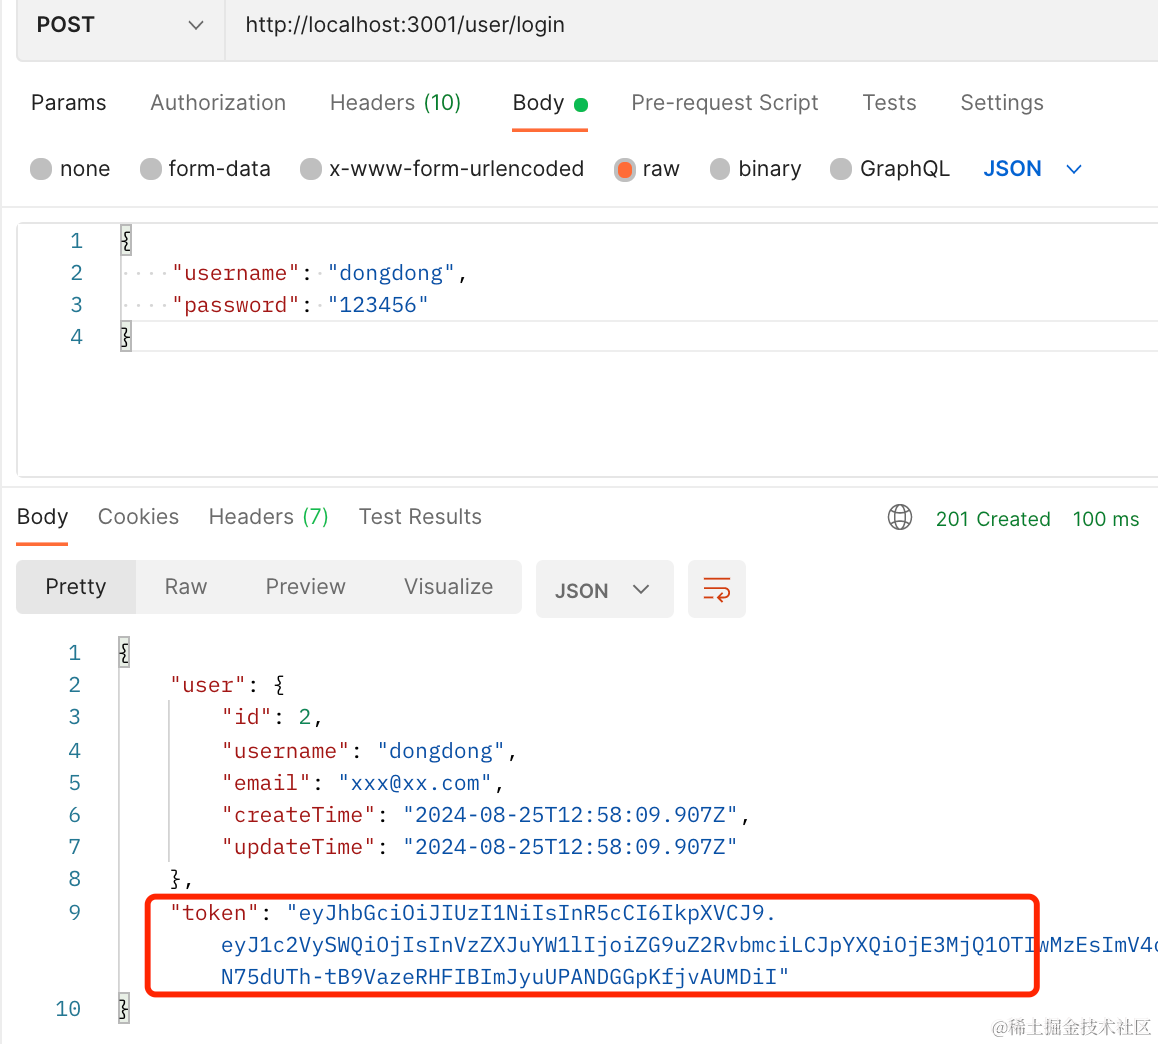 POST http://localhost:3001/user/login
Params Authorization Headers (10) Body Pre-request Script Tests Settings
none form-data x-www-form-urlencoded raw binary GraphQL JSON
1 {
2 "username": "dongdong",
3 "password": "123456"
4 }
Body Cookies Headers (7) Test Results 201 Created 100 ms
Pretty Raw Preview Visualize JSON
1 {
2 "user": {
3 "id": 2,
4 "username": "dongdong",
5 "email": "xxx@xx.com",
6 "createTime": "2024-08-25T12:58:09.907Z",
7 "updateTime": "2024-08-25T12:58:09.907Z"
8 },
9 "token": "eyJhbGciOiJIUzI1NiIsInR5cCI6IkpXVCJ9.
eyJ1c2VySWQiOjIsInVzZXJuYW1lIjoiZG9uZ2RvbmciLCJpYXQiOjE3MjQ1OTIwMzEsImV4c
N75dUTh-tB9VazeRHFIBImJyuUPANDGGpKfjvAUMDiI"
10 }
@稀土掘金技术社区